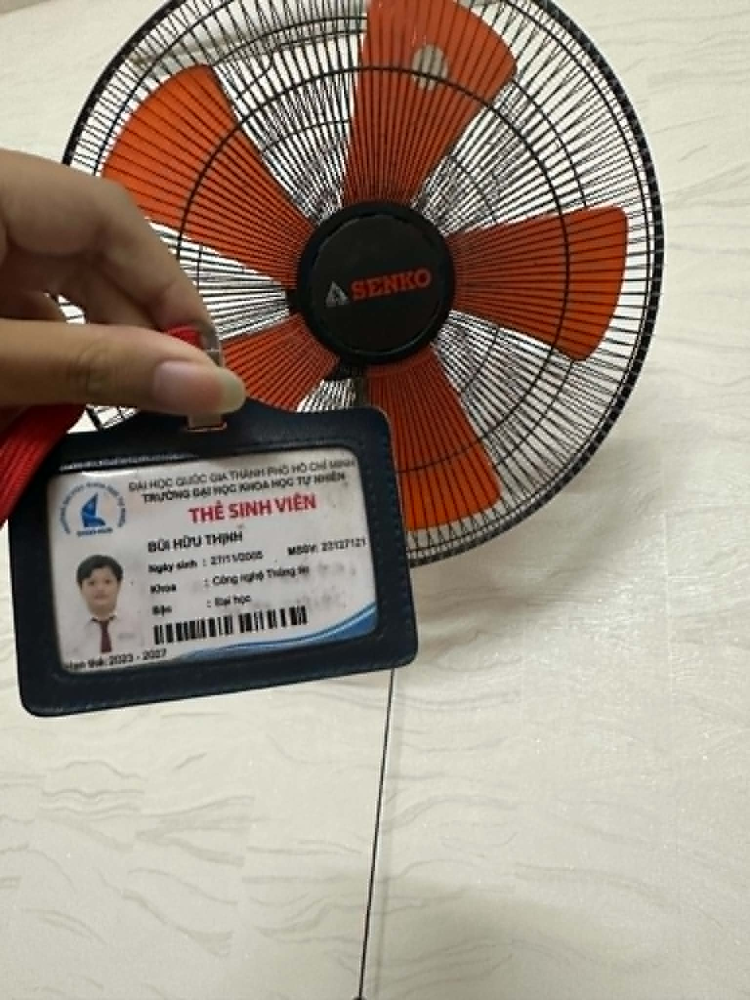 SENKO
ĐẠI HỌC QUỐC GIA THÀNH PHỐ HỒ CHÍ MINH
TRƯỜNG ĐẠI HỌC KHOA HỌC TỰ NHIÊN
THẺ SINH VIÊN
BÙI HỮU THỊNH
Ngày sinh : 27/11/2005 MSSV: 23127121
Khoa : Công nghệ Thông tin
Bậc : Đại học
Hạn thẻ: 2023 - 2027